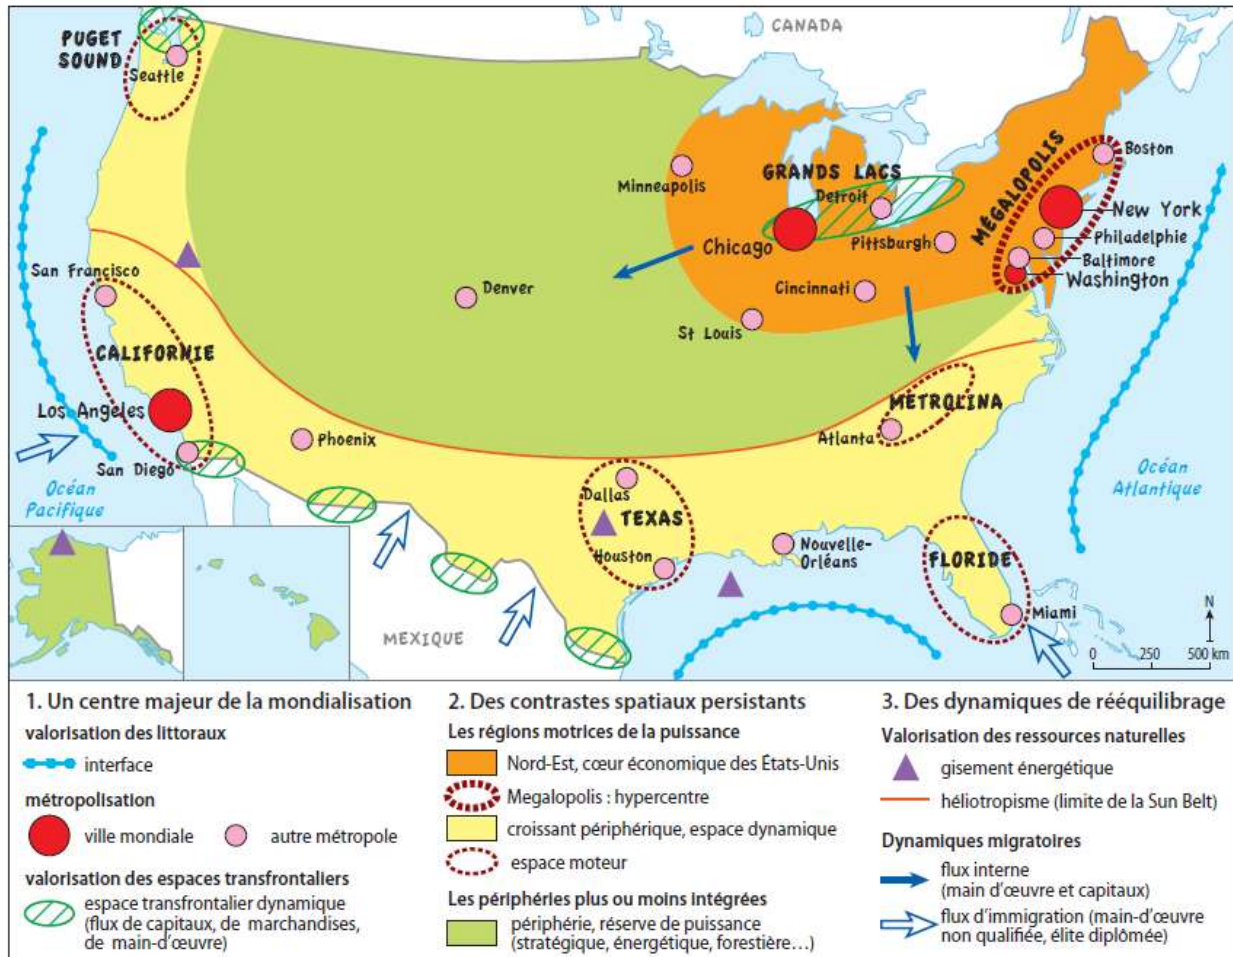 CANADA
PUGET
SOUND
Seattle
Minneapolis
GRANDS LACS
Detroit
Chicago
Pittsburgh
MÉGALOPOLIS
Boston
New York
Philadelphie
Baltimore
Washington
San Francisco
Denver
Cincinnati
St Louis
CALIFORNIE
Los Angeles
San Diego
Phoenix
METROLINA
Atlanta
Océan
Pacifique
Océan
Atlantique
Dallas
TEXAS
Houston
Nouvelle-
Orléans
FLORIDE
Miami
MEXIQUE
N
0 250 500 km
1. Un centre majeur de la mondialisation
valorisation des littoraux
interface
métropolisation
ville mondiale
autre métropole
valorisation des espaces transfrontaliers
espace transfrontalier dynamique
(flux de capitaux, de marchandises,
de main-d'œuvre)
2. Des contrastes spatiaux persistants
Les régions motrices de la puissance
Nord-Est, cœur économique des États-Unis
Megalopolis : hypercentre
croissant périphérique, espace dynamique
espace moteur
Les périphéries plus ou moins intégrées
périphérie, réserve de puissance
(stratégique, énergétique, forestière…)
3. Des dynamiques de rééquilibrage
Valorisation des ressources naturelles
gisement énergétique
héliotropisme (limite de la Sun Belt)
Dynamiques migratoires
flux interne
(main d'œuvre et capitaux)
flux d'immigration (main-d'œuvre
non qualifiée, élite diplômée)